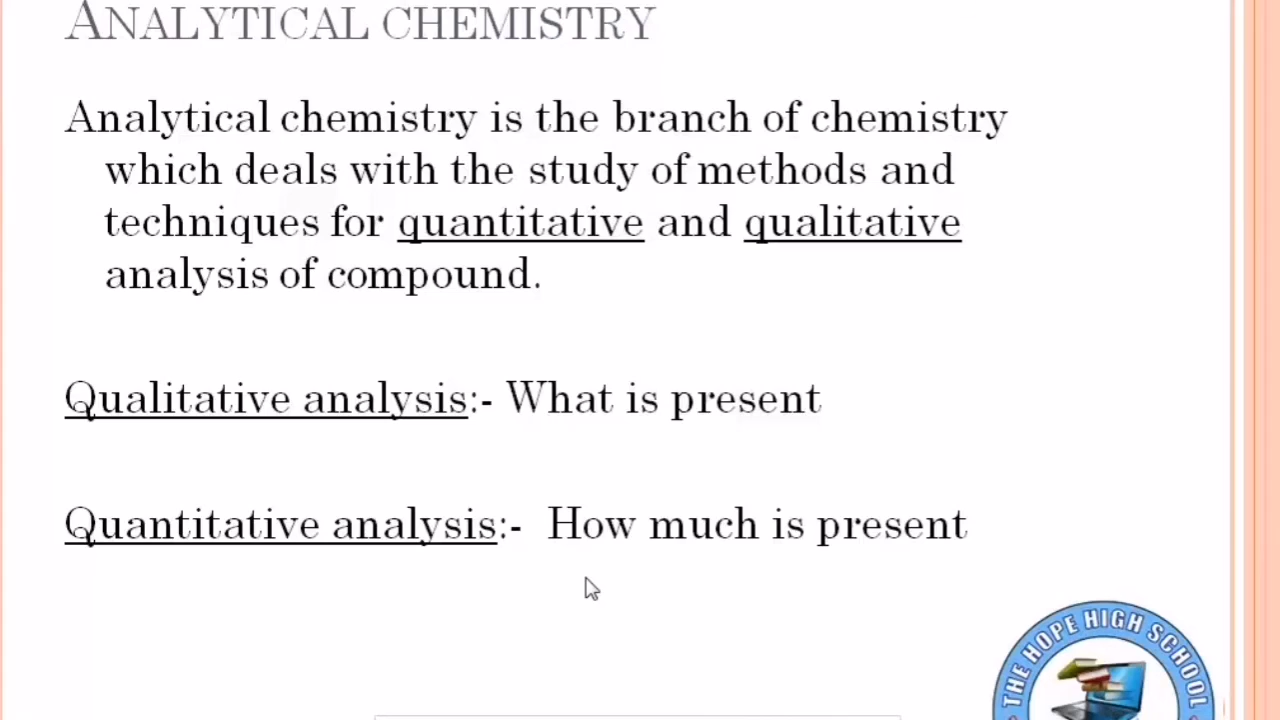 ANALYTICAL CHEMISTRY
Analytical chemistry is the branch of chemistry
which deals with the study of methods and
techniques for quantitative and qualitative
analysis of compound.
Qualitative analysis:- What is present
Quantitative analysis:- How much is present
THE HOPE HIGH SCHOOL